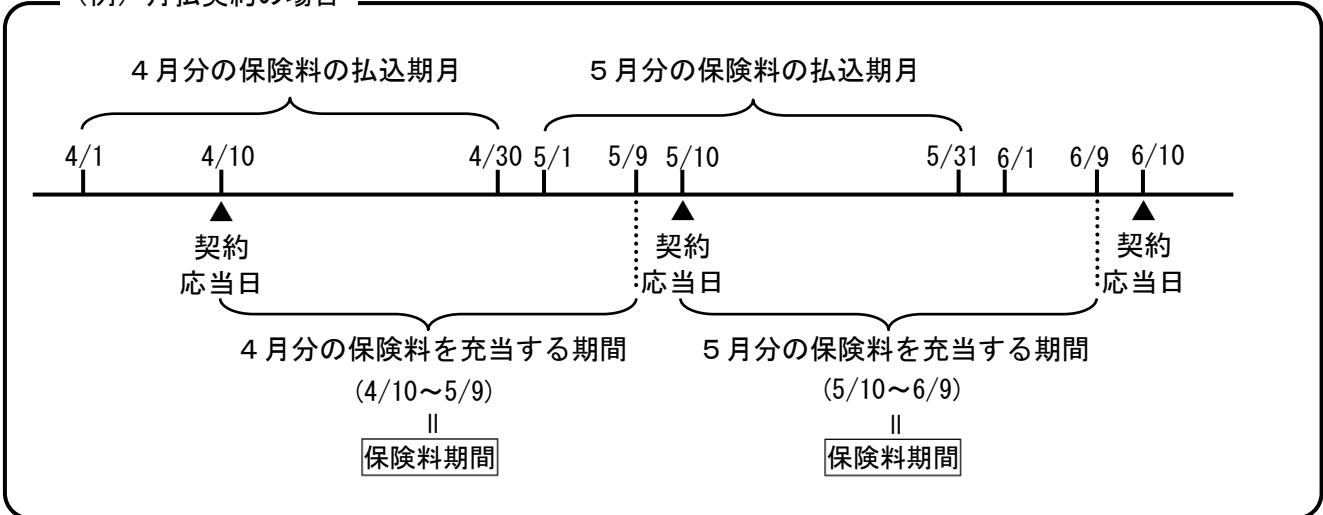 （例）月払契約の場合
４月分の保険料の払込期月
５月分の保険料の払込期月
4/1 4/10 4/30 5/1 5/9 5/10 5/31 6/1 6/9 6/10
▲ ▲ ▲
契約 契約 契約
応当日 応当日 応当日
４月分の保険料を充当する期間 ５月分の保険料を充当する期間
(4/10～5/9) (5/10～6/9)
॥ ॥
保険料期間 保険料期間